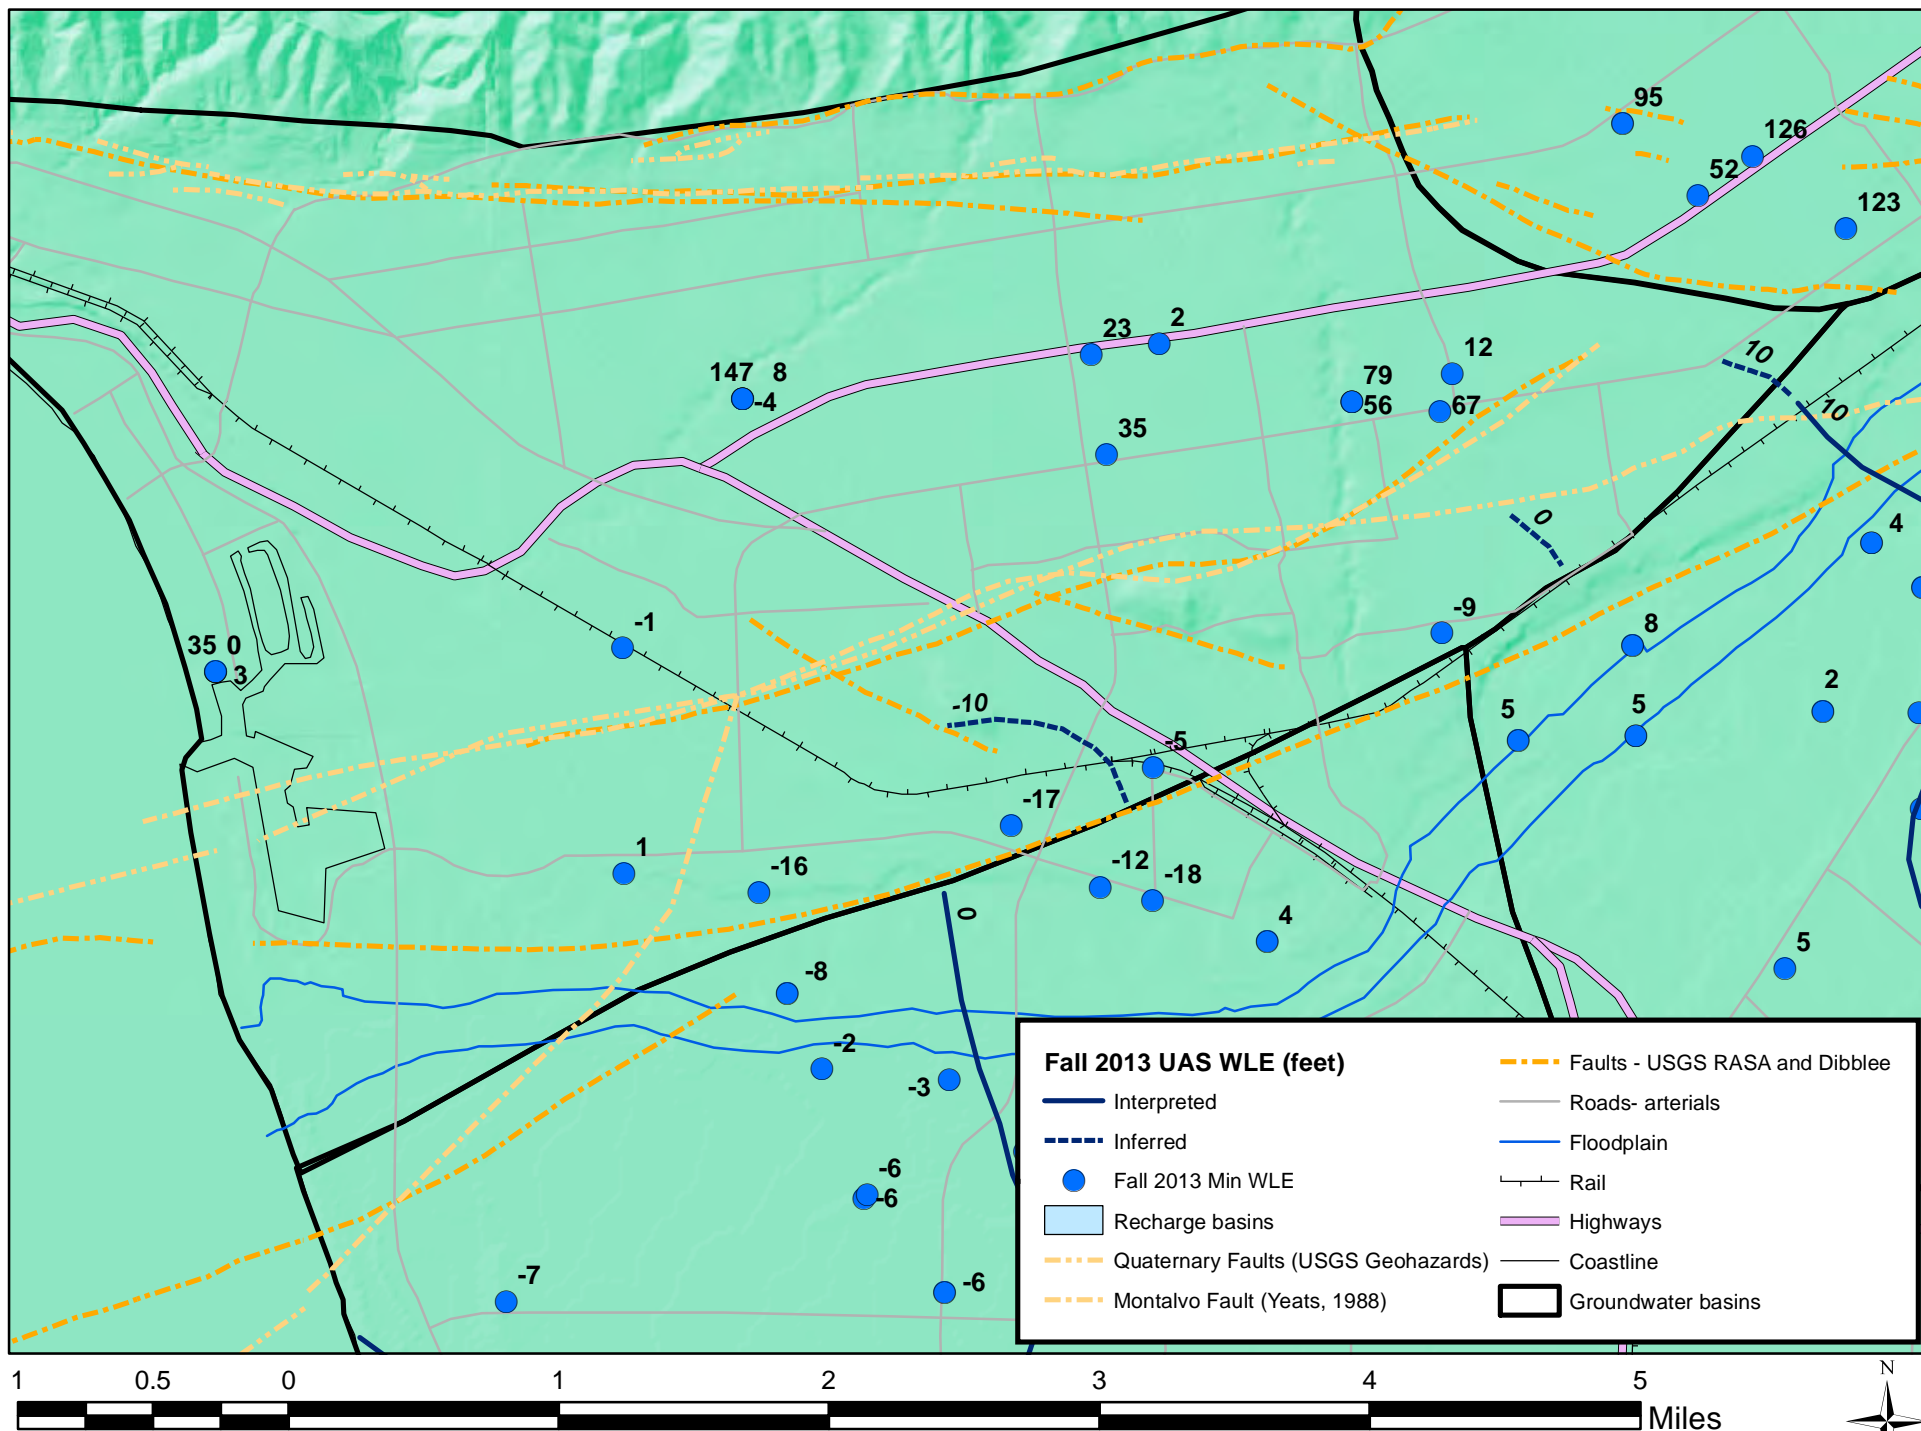 95
126
52
123
23
2
12
10
147 8
-4
79
56
67
10
35
0
4
-1
-9
8
35 0
3
-10
2
5
5
-5
-17
1
-16
-12
-18
0
4
5
-8
-2
-3
-6
-6
-7
-6
Fall 2013 UAS WLE (feet)
Interpreted
Inferred
Fall 2013 Min WLE
Recharge basins
Quaternary Faults (USGS Geohazards)
Montalvo Fault (Yeats, 1988)
Faults - USGS RASA and Dibblee
Roads- arterials
Floodplain
Rail
Highways
Coastline
Groundwater basins
1 0.5 0 1 2 3 4 5
Miles
N